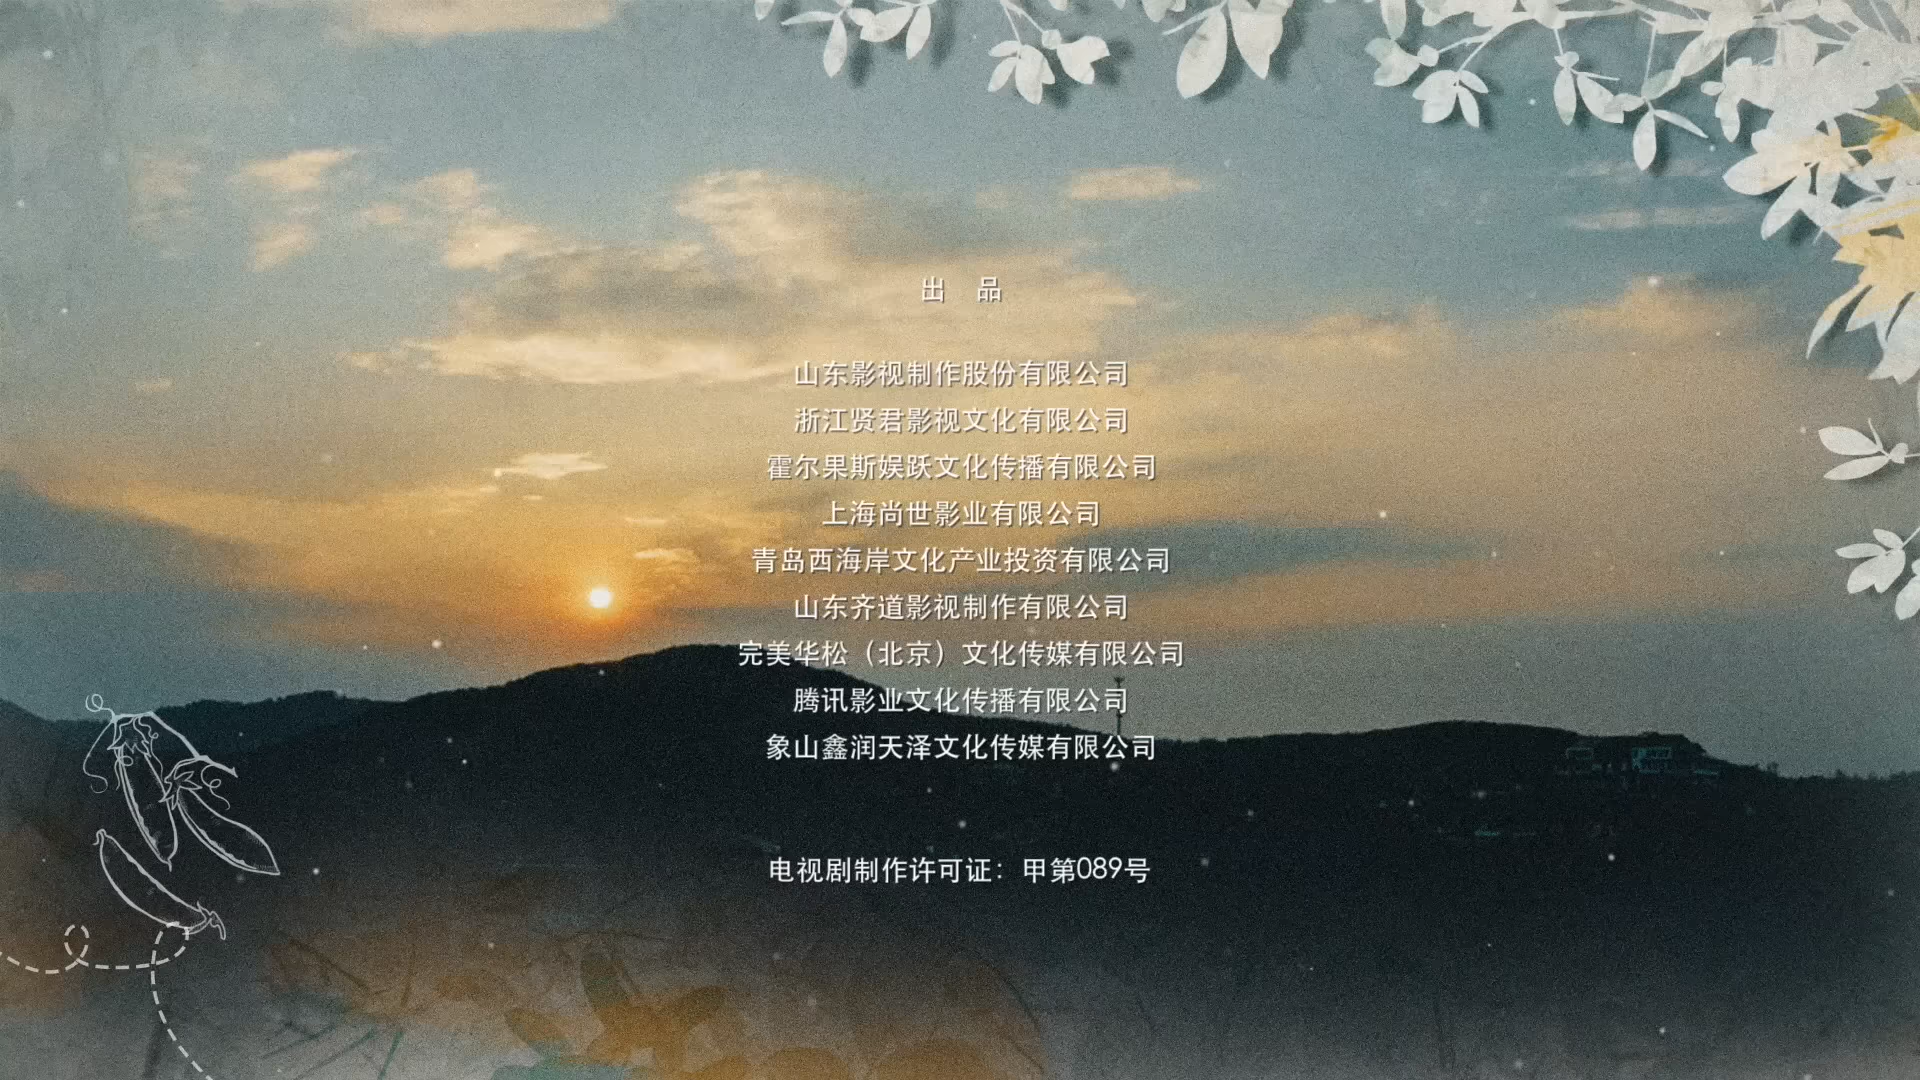 出 品
山东影视制作股份有限公司
浙江贤君影视文化有限公司
霍尔果斯娱跃文化传播有限公司
上海尚世影业有限公司
青岛西海岸文化产业投资有限公司
山东齐道影视制作有限公司
完美华松（北京）文化传媒有限公司
腾讯影业文化传播有限公司
象山鑫润天泽文化传媒有限公司
电视剧制作许可证：甲第089号